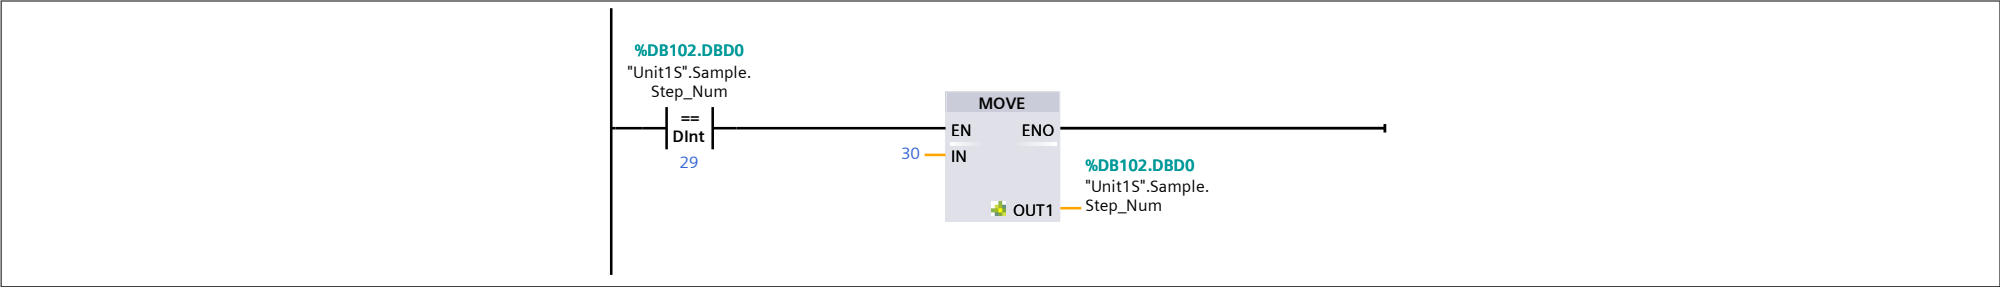 %DB102.DBD0
"Unit1S".Sample.
Step_Num
==
DInt
29
MOVE
EN ENO
30 IN
%DB102.DBD0
"Unit1S".Sample.
OUT1 Step_Num